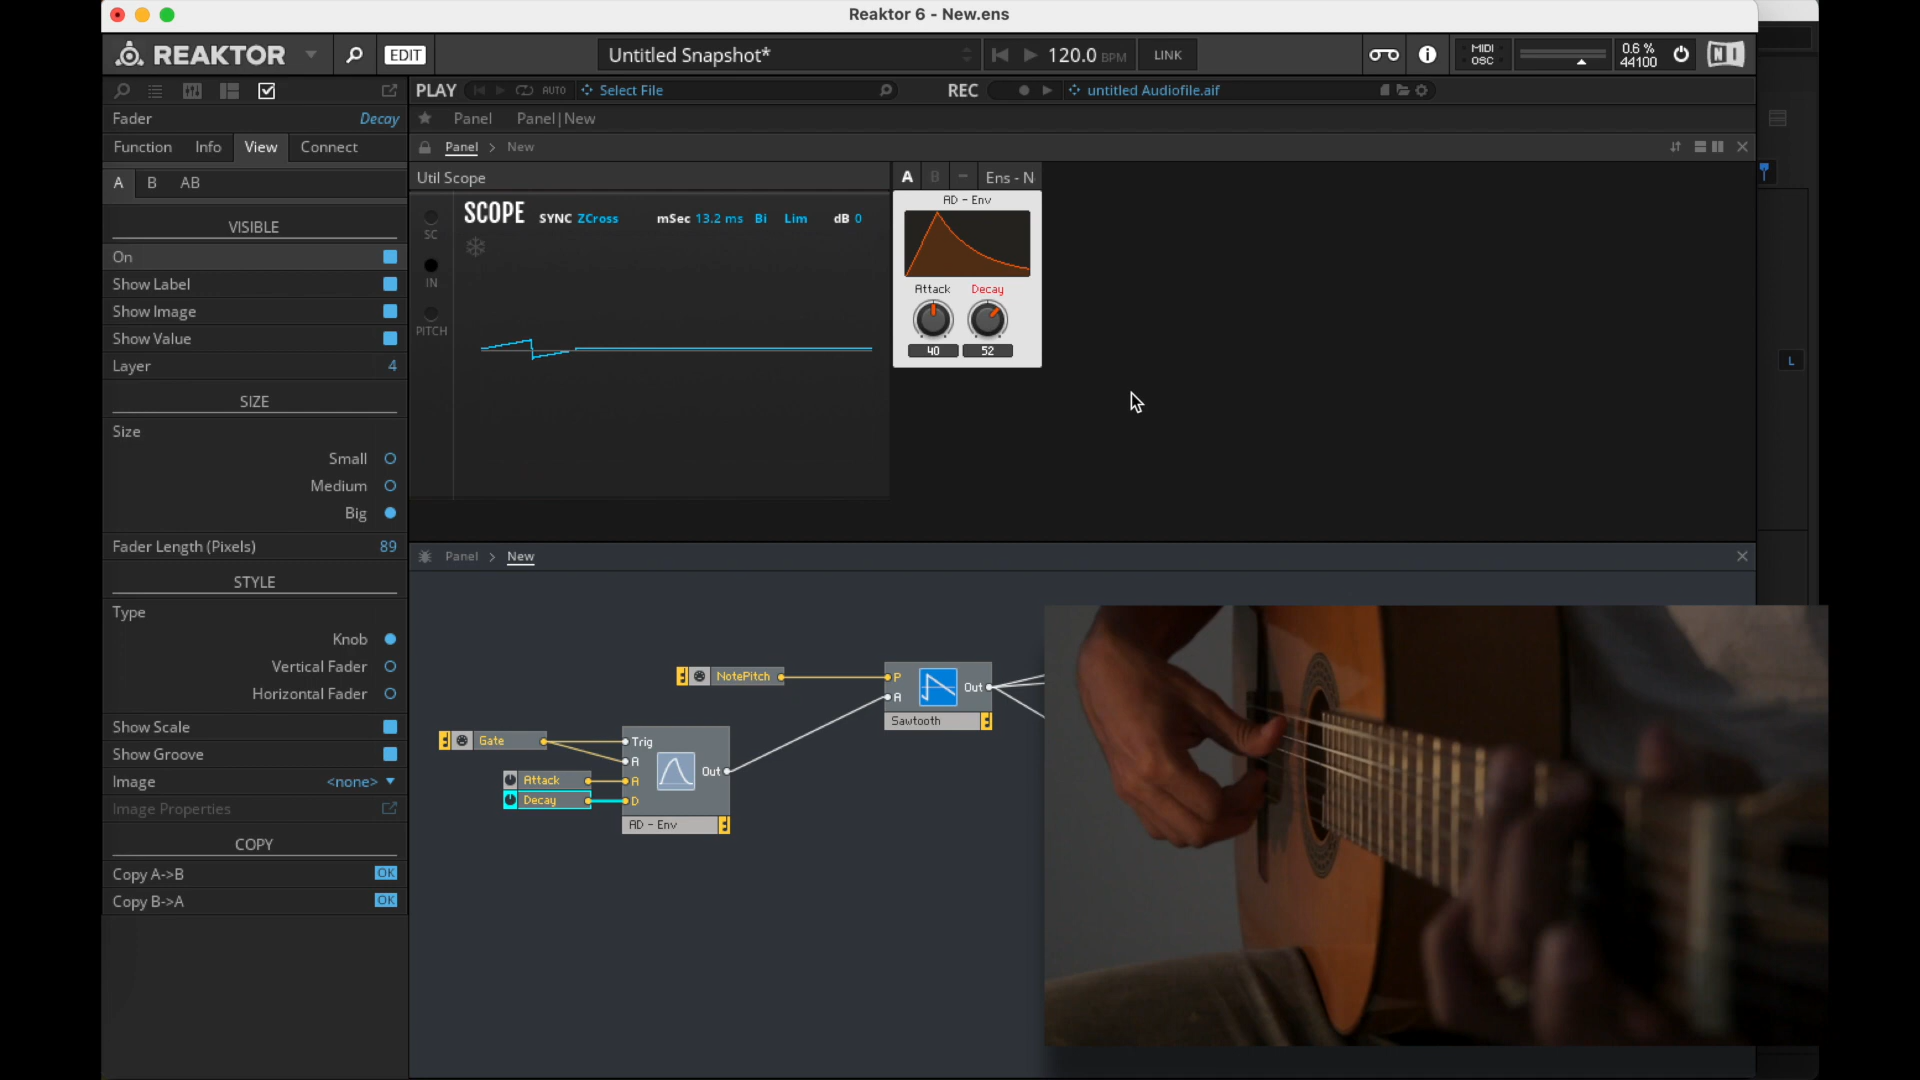 Reaktor 6 - New.ens
REAKTOR
EDIT
Untitled Snapshot*
120.0 BPM
LINK
MIDI
OSC
0.6 %
44100
NI
PLAY
AUTO
Select File
REC
untitled Audiofile.aif
Fader
Decay
Panel
Panel|New
Function
Info
View
Connect
Panel > New
A
B
AB
VISIBLE
On
Show Label
Show Image
Show Value
Layer
4
SIZE
Size
Small
Medium
Big
Fader Length (Pixels)
89
STYLE
Type
Knob
Vertical Fader
Horizontal Fader
Show Scale
Show Groove
Image
<none>
Image Properties
COPY
Copy A->B
OK
Copy B->A
OK
Util Scope
SCOPE
SYNC ZCross
mSec 13.2 ms
Bi
Lim
dB 0
SC
IN
PITCH
A
B
Ens - N
AD - Env
Attack
Decay
40
52
L
Panel > New
NotePitch
P
A
Out
Sawtooth
Gate
Attack
Decay
Trig
A
A
D
Out
AD - Env